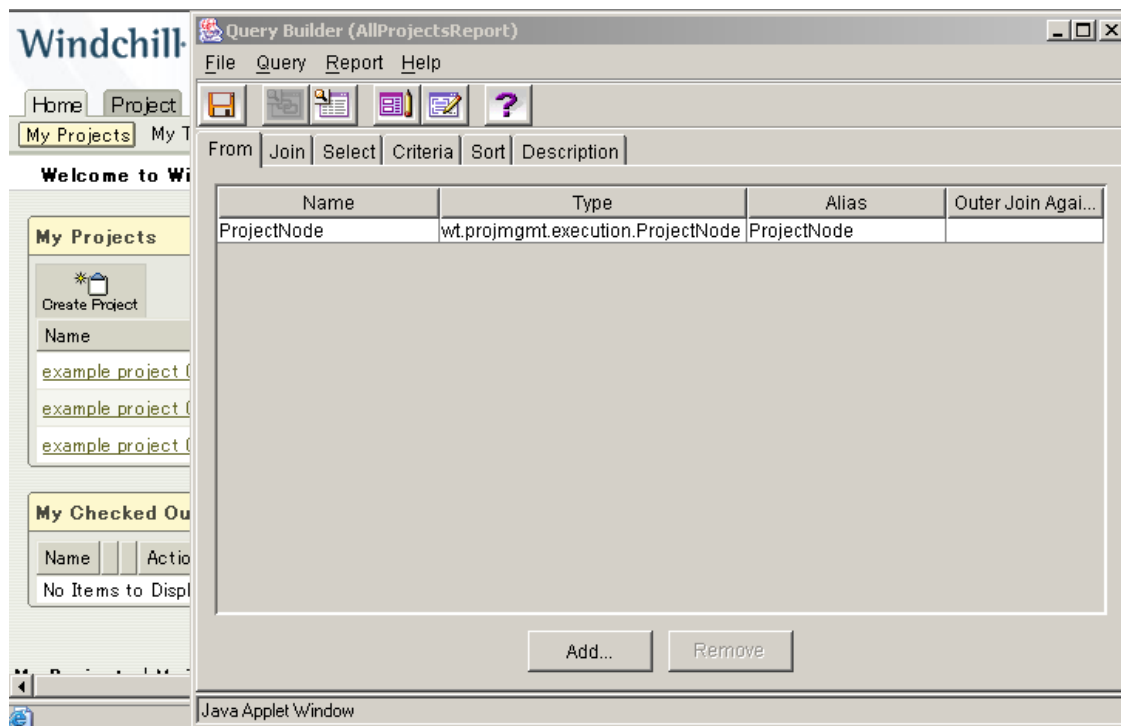 Windchill
Home Project
My Projects My T
Welcome to Wi
My Projects
Create Project
Name
example project
example project
example project
My Checked Ou
Name Actio
No Items to Displ
Query Builder (AllProjectsReport)
File Query Report Help
From Join Select Criteria Sort Description
Name Type Alias Outer Join Agai...
ProjectNode wt.projmgmt.execution.ProjectNode ProjectNode
Add... Remove
Java Applet Window